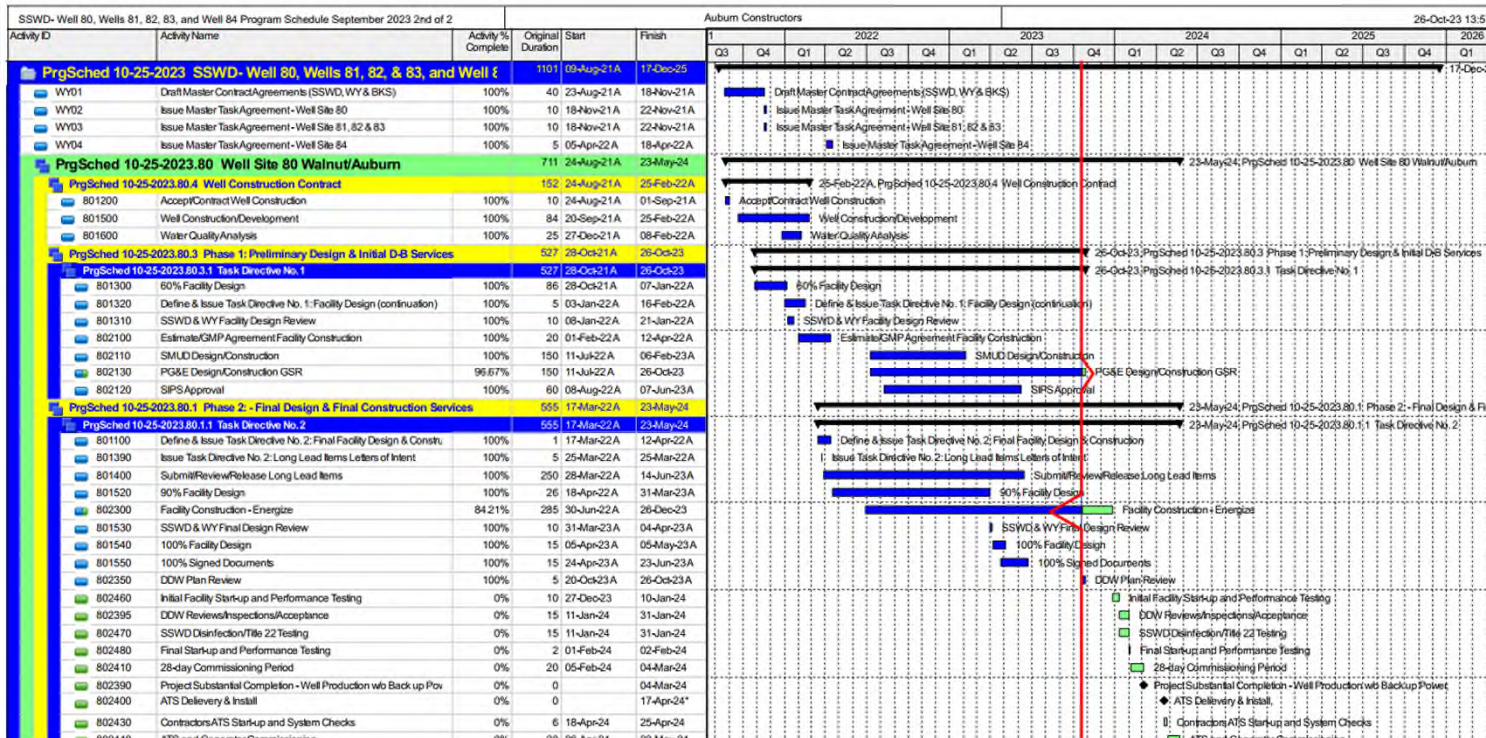 SSWD- Well 80, Wells 81, 82, 83, and Well 84 Program Schedule September 2023 2nd of 2 Auburn Constructors 26-Oct-23 13:5
Activity ID Activity Name Activity % Complete Original Duration Start Finish 1 2022 2023 2024 2025 2026
Q3 Q4 Q1 Q2 Q3 Q4 Q1 Q2 Q3 Q4 Q1 Q2 Q3 Q4 Q1 Q2 Q3 Q4 Q1
PrgSched 10-25-2023 SSWD- Well 80, Wells 81, 82, & 83, and Well 8 1101 09-Aug-21A 17-Dec-25 17-Dec-
WY01 Draft Master Contract Agreements (SSWD, WY & BKS) 100% 40 23-Aug-21 A 18-Nov-21A Draft Master Contract Agreements (SSWD, WY & BKS)
WY02 Issue Master Task Agreement - Well Site 80 100% 10 18-Nov-21 A 22-Nov-21A Issue Master Task Agreement - Well Site 80
WY03 Issue Master Task Agreement - Well Site 81, 82 & 83 100% 10 18-Nov-21 A 22-Nov-21A Issue Master Task Agreement - Well Site 81, 82 & 83
WY04 Issue Master Task Agreement - Well Site 84 100% 5 05-Apr-22 A 18-Apr-22A Issue Master Task Agreement - Well Site 84
PrgSched 10-25-2023.80 Well Site 80 Walnut/Auburn 711 24-Aug-21 A 23-May-24 23-May-24, PrgSched 10-25-2023.80 Well Site 80 Walnut/Auburn
PrgSched 10-25-2023.80.4 Well Construction Contract 152 24-Aug-21 A 25-Feb-22A 25-Feb-22A, PrgSched 10-25-2023.80.4 Well Construction Contract
801200 Accept/Contract Well Construction 100% 10 24-Aug-21 A 01-Sep-21A Accept/Contract Well Construction
801500 Well Construction/Development 100% 84 20-Sep-21 A 25-Feb-22A Well Construction/Development
801600 Water Quality Analysis 100% 25 27-Dec-21 A 08-Feb-22A Water Quality Analysis
PrgSched 10-25-2023.80.3 Phase 1: Preliminary Design & Initial D-B Services 527 28-Oct-21 A 26-Oct-23 26-Oct-23, PrgSched 10-25-2023.80.3 Phase 1: Preliminary Design & Initial D-B Services
PrgSched 10-25-2023.80.3.1 Task Directive No. 1 527 28-Oct-21 A 26-Oct-23 26-Oct-23, PrgSched 10-25-2023.80.3.1 Task Directive No. 1
801300 60% Facility Design 100% 86 28-Oct-21 A 07-Jan-22A 60% Facility Design
801320 Define & Issue Task Directive No. 1: Facility Design (continuation) 100% 5 03-Jan-22 A 16-Feb-22A Define & Issue Task Directive No. 1: Facility Design (continuation)
801310 SSWD & WY Facility Design Review 100% 10 08-Jan-22 A 21-Jan-22A SSWD & WY Facility Design Review
802100 Estimate/GMP Agreement Facility Construction 100% 20 01-Feb-22 A 12-Apr-22A Estimate/GMP Agreement Facility Construction
802110 SMUD Design/Construction 100% 150 11-Jul-22 A 06-Feb-23A SMUD Design/Construction
802130 PG&E Design/Construction GSR 96.67% 150 11-Jul-22 A 26-Oct-23 PG&E Design/Construction GSR
802120 SIPS Approval 100% 60 08-Aug-22 A 07-Jun-23A SIPS Approval
PrgSched 10-25-2023.80.1 Phase 2: - Final Design & Final Construction Services 555 17-Mar-22 A 23-May-24 23-May-24, PrgSched 10-25-2023.80.1 Phase 2: - Final Design & Fi
PrgSched 10-25-2023.80.1.1 Task Directive No.2 555 17-Mar-22 A 23-May-24 23-May-24, PrgSched 10-25-2023.80.1.1 Task Directive No.2
801100 Define & Issue Task Directive No. 2: Final Facility Design & Constru 100% 1 17-Mar-22 A 12-Apr-22A Define & Issue Task Directive No. 2; Final Facility Design & Construction
801390 Issue Task Directive No. 2: Long Lead Items Letters of Intent 100% 5 25-Mar-22 A 25-Mar-22A Issue Task Directive No. 2: Long Lead Items Letters of Intent
801400 Submit/Review/Release Long Lead Items 100% 250 28-Mar-22 A 14-Jun-23A Submit/Review/Release Long Lead Items
801520 90% Facility Design 100% 26 18-Apr-22 A 31-Mar-23A 90% Facility Design
802300 Facility Construction - Energize 84.21% 285 30-Jun-22 A 26-Dec-23 Facility Construction - Energize
801530 SSWD & WY Final Design Review 100% 10 31-Mar-23 A 04-Apr-23A SSWD & WY Final Design Review
801540 100% Facility Design 100% 15 05-Apr-23 A 05-May-23A 100% Facility Design
801550 100% Signed Documents 100% 15 24-Apr-23 A 23-Jun-23A 100% Signed Documents
802350 DDW Plan Review 100% 5 20-Oct-23 A 26-Oct-23A DDW Plan Review
802460 Initial Facility Start-up and Performance Testing 0% 10 27-Dec-23 10-Jan-24 Initial Facility Start-up and Performance Testing
802395 DDW Reviews/Inspections/Acceptance 0% 15 11-Jan-24 31-Jan-24 DDW Reviews/Inspections/Acceptance
802470 SSWD Disinfection/Title 22 Testing 0% 15 11-Jan-24 31-Jan-24 SSWD Disinfection/Title 22 Testing
802480 Final Start-up and Performance Testing 0% 2 01-Feb-24 02-Feb-24 Final Start-up and Performance Testing
802410 28-day Commissioning Period 0% 20 05-Feb-24 04-Mar-24 28-day Commissioning Period
802390 Project Substantial Completion - Well Production w/o Back up Pow 0% 0 04-Mar-24 Project Substantial Completion - Well Production w/o Back up Power,
802400 ATS Delievery & Install 0% 0 17-Apr-24* ATS Delievery & Install,
802430 Contractors ATS Start-up and System Checks 0% 6 18-Apr-24 25-Apr-24 Contractors ATS Start-up and System Checks